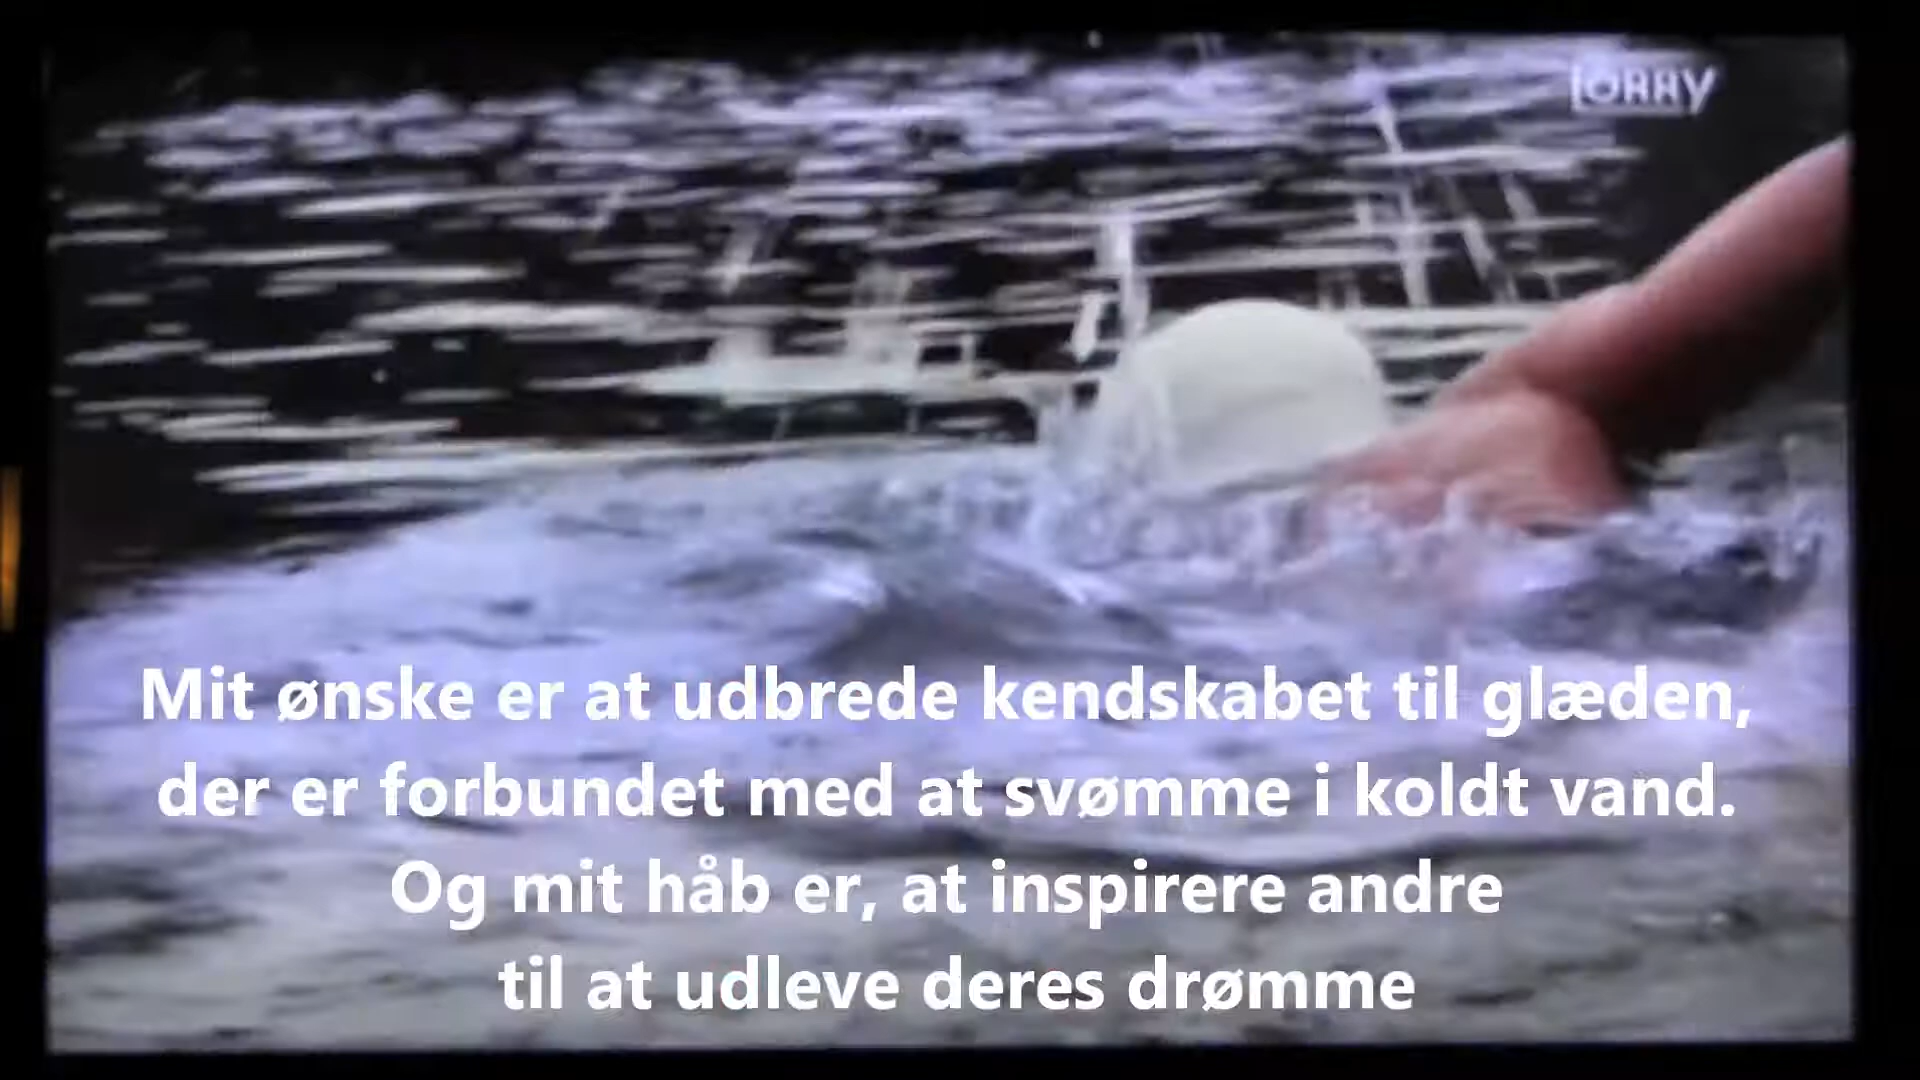 LORRY
Mit ønske er at udbrede kendskabet til glæden,
der er forbundet med at svømme i koldt vand.
Og mit håb er, at inspirere andre
til at udleve deres drømme